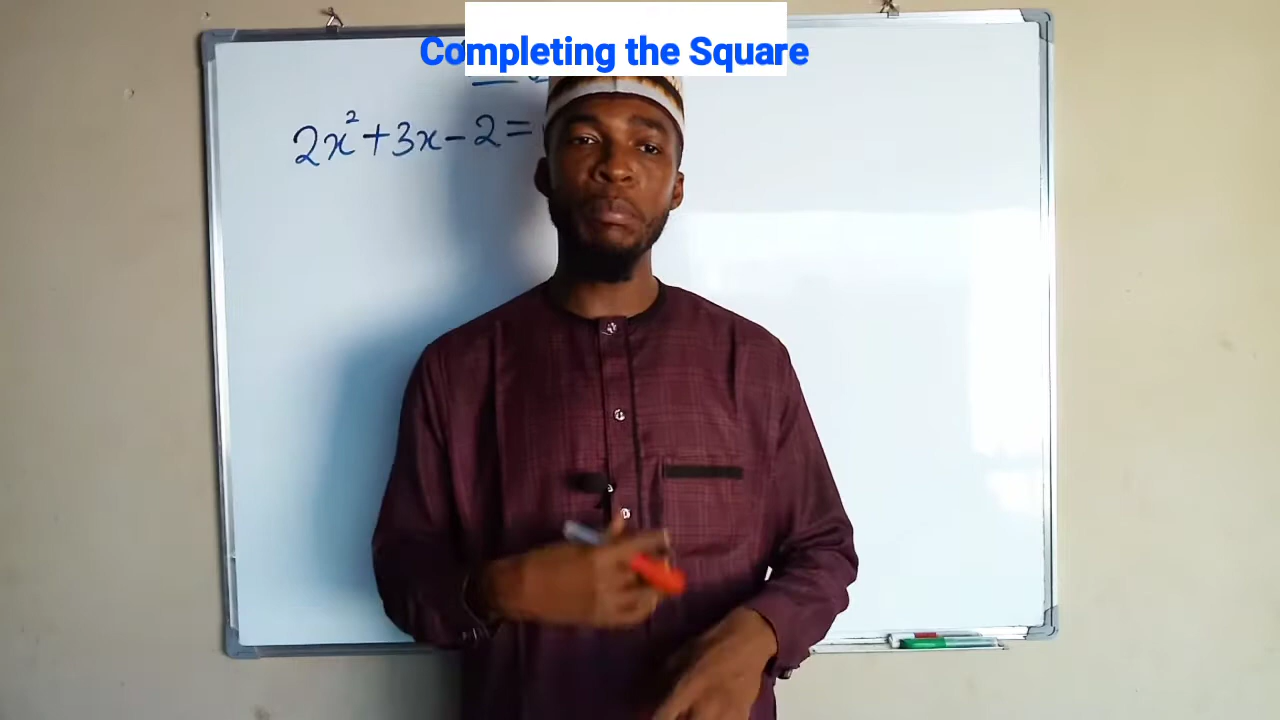 Completing the Square
2x²+3x-2=